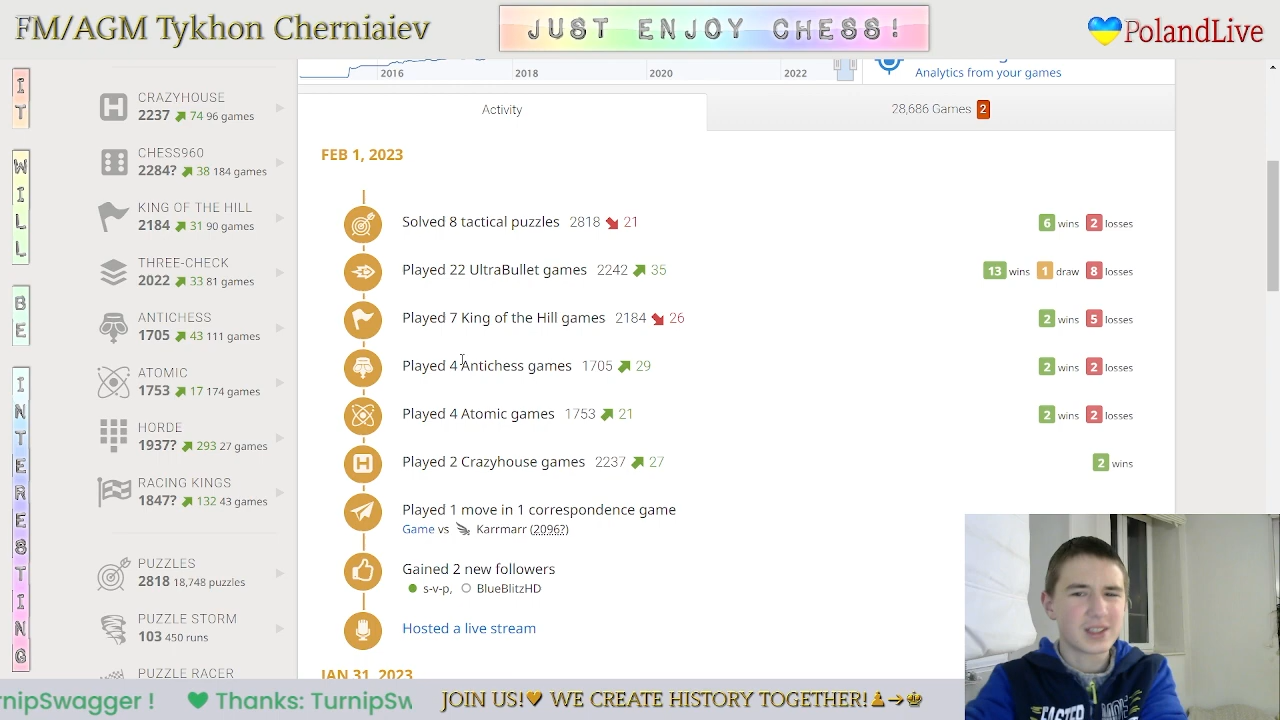 FM/AGM Tykhon Cherniaiev
JUST ENJOY CHESS!
PolandLive
IT
WILL
BE
INTERESTING
2016
2018
2020
2022
Analytics from your games
CRAZYHOUSE
2237 74 96 games
CHESS960
2284? 38 184 games
KING OF THE HILL
2184 31 90 games
THREE-CHECK
2022 33 81 games
ANTICHESS
1705 43 111 games
ATOMIC
1753 17 174 games
HORDE
1937? 293 27 games
RACING KINGS
1847? 132 43 games
PUZZLES
2818 18,748 puzzles
PUZZLE STORM
103 450 runs
PUZZLE RACER
Activity
28,686 Games 2
FEB 1, 2023
Solved 8 tactical puzzles 2818 21
6 wins 2 losses
Played 22 UltraBullet games 2242 35
13 wins 1 draw 8 losses
Played 7 King of the Hill games 2184 26
2 wins 5 losses
Played 4 Antichess games 1705 29
2 wins 2 losses
Played 4 Atomic games 1753 21
2 wins 2 losses
Played 2 Crazyhouse games 2237 27
2 wins
Played 1 move in 1 correspondence game
Game vs Karrmarr (2096?)
Gained 2 new followers
s-v-p, BlueBlitzHD
Hosted a live stream
JAN 31, 2023
rnipSwagger ! Thanks: TurnipSw
JOIN US! WE CREATE HISTORY TOGETHER!